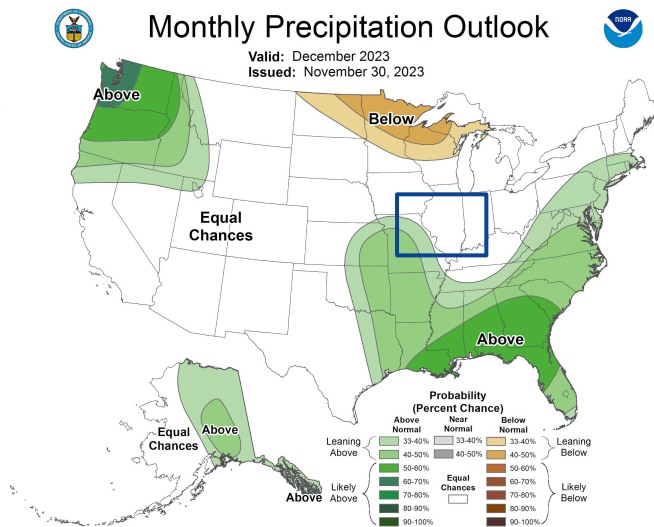 Monthly Precipitation Outlook
NOAA
Valid: December 2023
Issued: November 30, 2023
Above
Below
Equal
Chances
Above
Equal
Chances
Above
Above
Probability
(Percent Chance)
Above
Normal
Near
Normal
Below
Normal
Leaning
Above
33-40%
33-40%
33-40%
Leaning
Below
40-50%
40-50%
40-50%
Likely
Above
50-60%
60-70%
70-80%
80-90%
90-100%
Equal
Chances
50-60%
60-70%
70-80%
80-90%
90-100%
Likely
Below